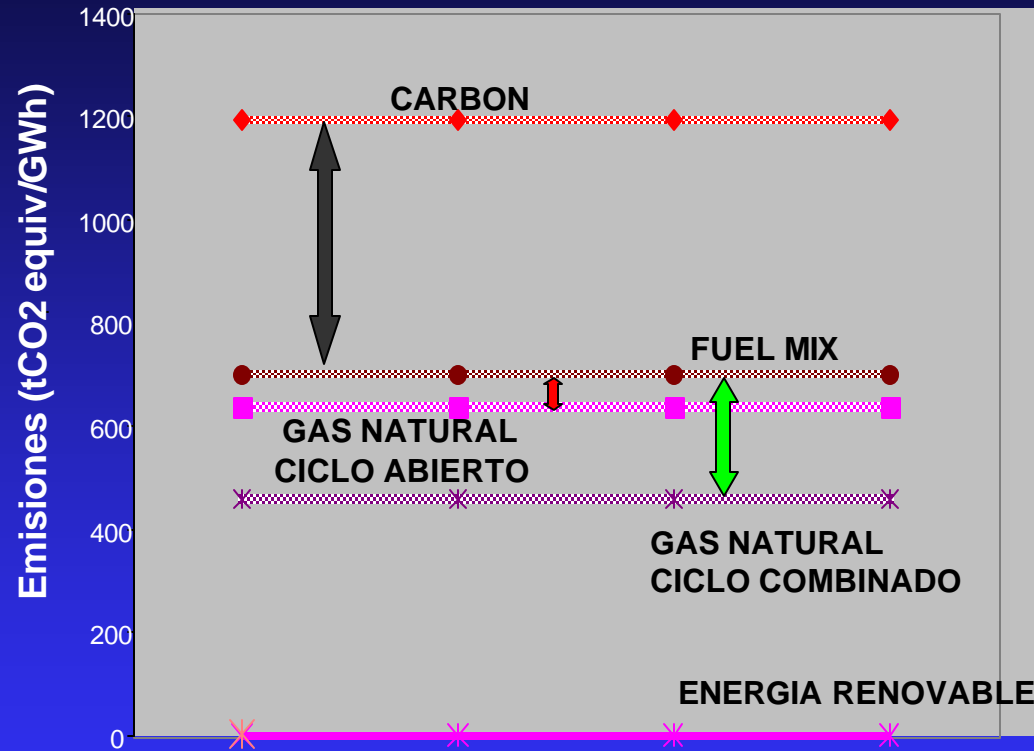 Emisiones (tCO2 equiv/GWh)
1400
1200
1000
800
600
400
200
0
CARBON
FUEL MIX
GAS NATURAL
CICLO ABIERTO
GAS NATURAL
CICLO COMBINADO
ENERGIA RENOVABLE